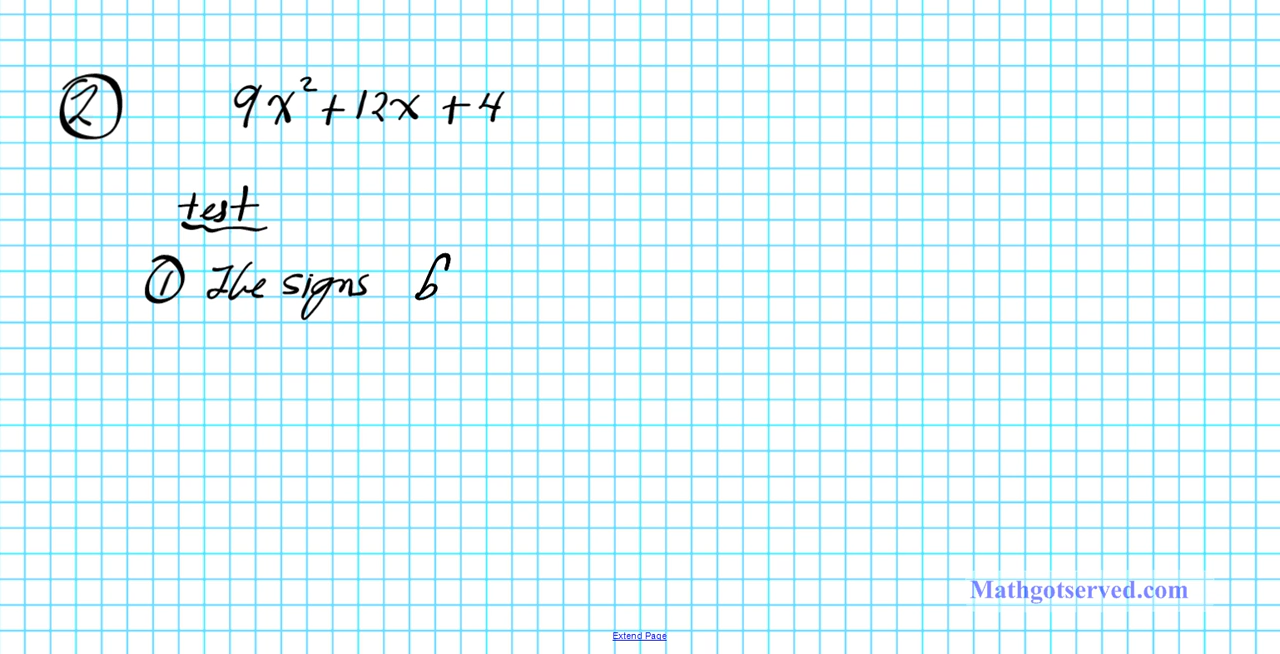 ② 9x² + 12x + 4
test
① The signs
Mathgotserved.com
Extend Page